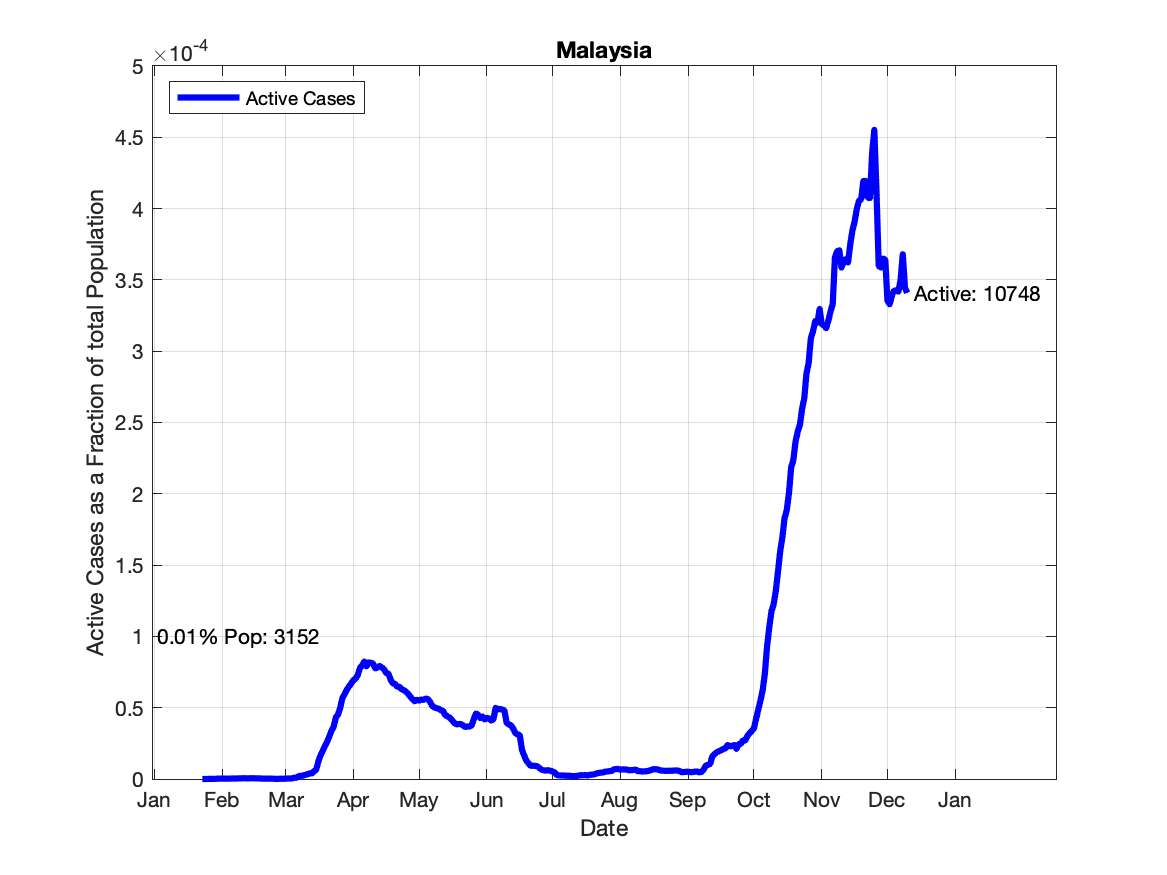 Malaysia
×10-4
Active Cases
5
4.5
4
3.5
3
2.5
2
1.5
1
0.5
0
Active Cases as a Fraction of total Population
0.01% Pop: 3152
Active: 10748
Jan Feb Mar Apr May Jun Jul Aug Sep Oct Nov Dec Jan
Date